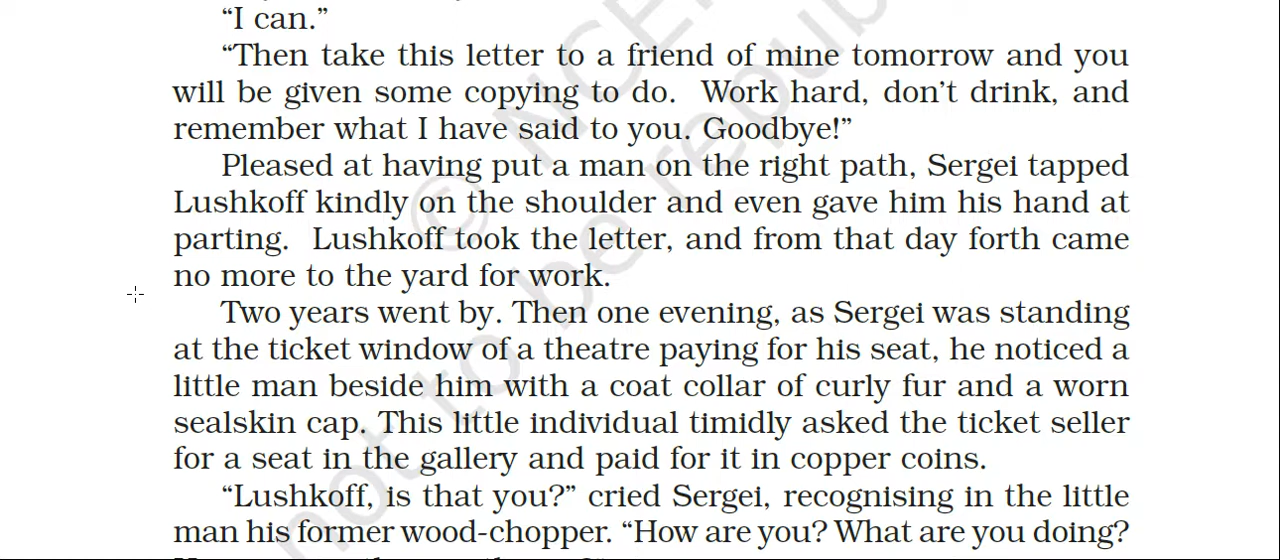 “I can.”
“Then take this letter to a friend of mine tomorrow and you
will be given some copying to do. Work hard, don’t drink, and
remember what I have said to you. Goodbye!”
Pleased at having put a man on the right path, Sergei tapped
Lushkoff kindly on the shoulder and even gave him his hand at
parting. Lushkoff took the letter, and from that day forth came
no more to the yard for work.
Two years went by. Then one evening, as Sergei was standing
at the ticket window of a theatre paying for his seat, he noticed a
little man beside him with a coat collar of curly fur and a worn
sealskin cap. This little individual timidly asked the ticket seller
for a seat in the gallery and paid for it in copper coins.
“Lushkoff, is that you?” cried Sergei, recognising in the little
man his former wood-chopper. “How are you? What are you doing?
© NCE
not to be repub